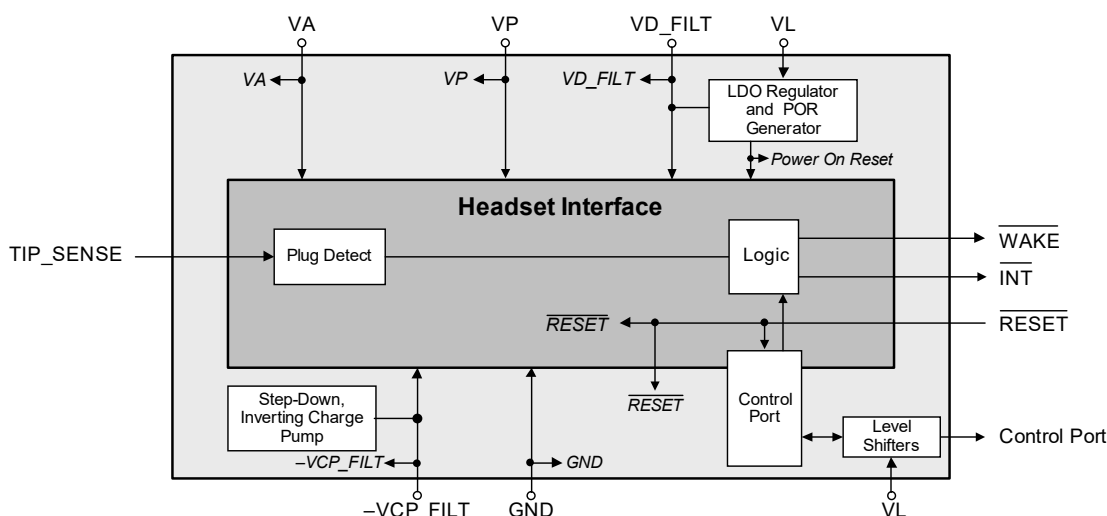 VA
VP
VD_FILT
VL
VA
VP
VD_FILT
LDO Regulator
and POR
Generator
Power On Reset
Headset Interface
TIP_SENSE
Plug Detect
Logic
WAKE
INT
RESET
RESET
RESET
Step-Down,
Inverting Charge
Pump
Control
Port
Level
Shifters
Control Port
–VCP_FILT
GND
–VCP_FILT
GND
VL